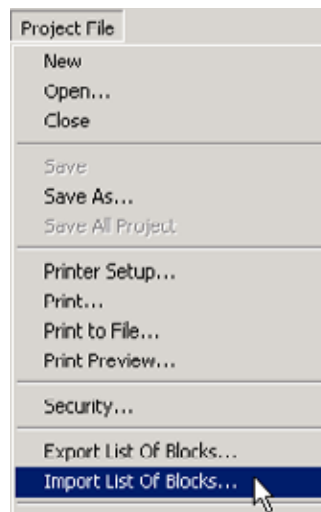 Project File
New
Open...
Close
Save
Save As...
Save All Project
Printer Setup...
Print...
Print to File...
Print Preview...
Security...
Export List Of Blocks...
Import List Of Blocks...